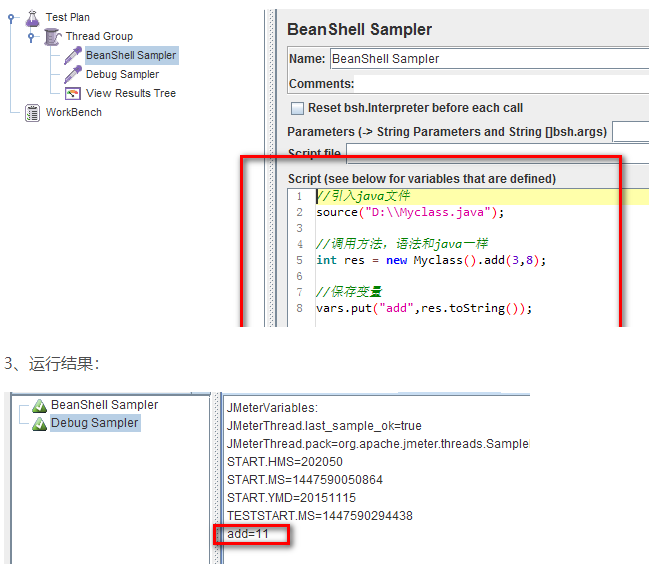 Test Plan
Thread Group
BeanShell Sampler
Debug Sampler
View Results Tree
WorkBench
BeanShell Sampler
Name: BeanShell Sampler
Comments:
Reset bsh.Interpreter before each call
Parameters (-> String Parameters and String []bsh.args)
Script file
Script (see below for variables that are defined)
1 //引入java文件
2 source("D:\\Myclass.java");
3
4 //调用方法，语法和java一样
5 int res = new Myclass().add(3,8);
6
7 //保存变量
8 vars.put("add",res.toString());
3、运行结果：
BeanShell Sampler
Debug Sampler
JMeterVariables:
JMeterThread.last_sample_ok=true
JMeterThread.pack=org.apache.jmeter.threads.Sample
START.HMS=202050
START.MS=1447590050864
START.YMD=20151115
TESTSTART.MS=1447590294438
add=11